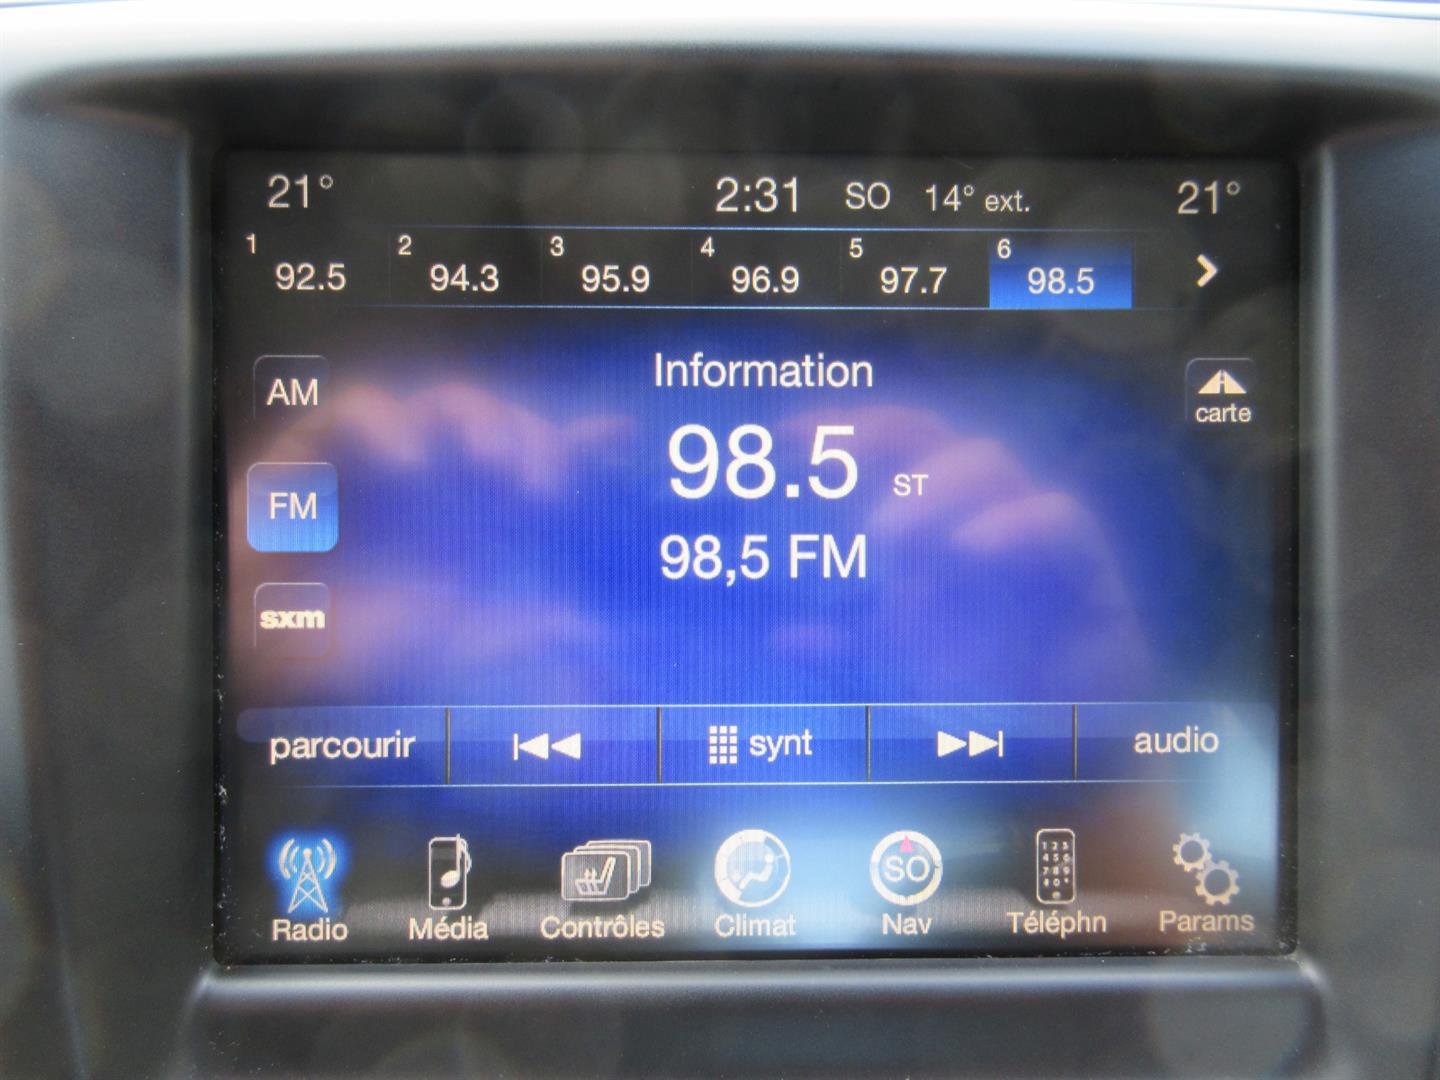 21° 2:31 SO 14° ext. 21°
1 92.5 2 94.3 3 95.9 4 96.9 5 97.7 6 98.5
Information
AM
carte
98.5 ST
FM
98,5 FM
sxm
parcourir synt audio
SO
Radio Média Contrôles Climat Nav Téléphn Params